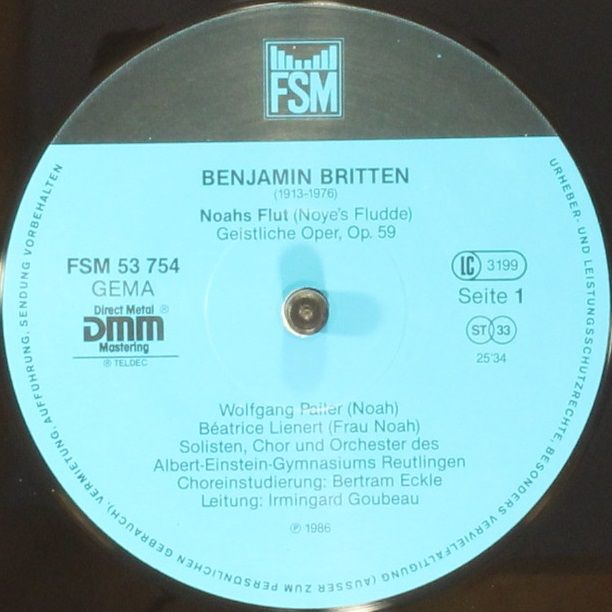 FSM
BENJAMIN BRITTEN
(1913-1976)
Noahs Flut (Noye's Fludde)
Geistliche Oper, Op. 59
FSM 53 754
GEMA
Direct Metal ®
DMM
Mastering
® TELDEC
LC 3199
Seite 1
ST 33
25'34
Wolfgang Pailer (Noah)
Béatrice Lienert (Frau Noah)
Solisten, Chor und Orchester des
Albert-Einstein-Gymnasiums Reutlingen
Choreinstudierung: Bertram Eckle
Leitung: Irmingard Goubeau
℗ 1986
URHEBER- UND LEISTUNGSSCHUTZRECHTE, BESONDERS VERVIELFÄLTIGUNG (AUSSER ZUM PERSÖNLICHEN GEBRAUCH), VERMIETUNG, AUFFÜHRUNG, SENDUNG VORBEHALTEN